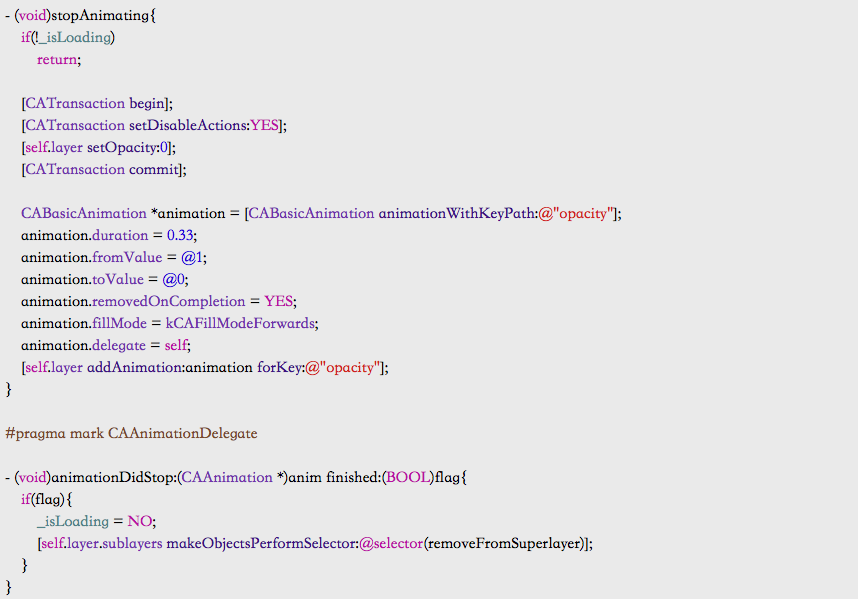 - (void)stopAnimating{
if(!_isLoading)
return;
[CATransaction begin];
[CATransaction setDisableActions:YES];
[self.layer setOpacity:0];
[CATransaction commit];
CABasicAnimation *animation = [CABasicAnimation animationWithKeyPath:@"opacity"];
animation.duration = 0.33;
animation.fromValue = @1;
animation.toValue = @0;
animation.removedOnCompletion = YES;
animation.fillMode = kCAFillModeForwards;
animation.delegate = self;
[self.layer addAnimation:animation forKey:@"opacity"];
}
#pragma mark CAAnimationDelegate
- (void)animationDidStop:(CAAnimation *)anim finished:(BOOL)flag{
if(flag){
_isLoading = NO;
[self.layer.sublayers makeObjectsPerformSelector:@selector(removeFromSuperlayer)];
}
}